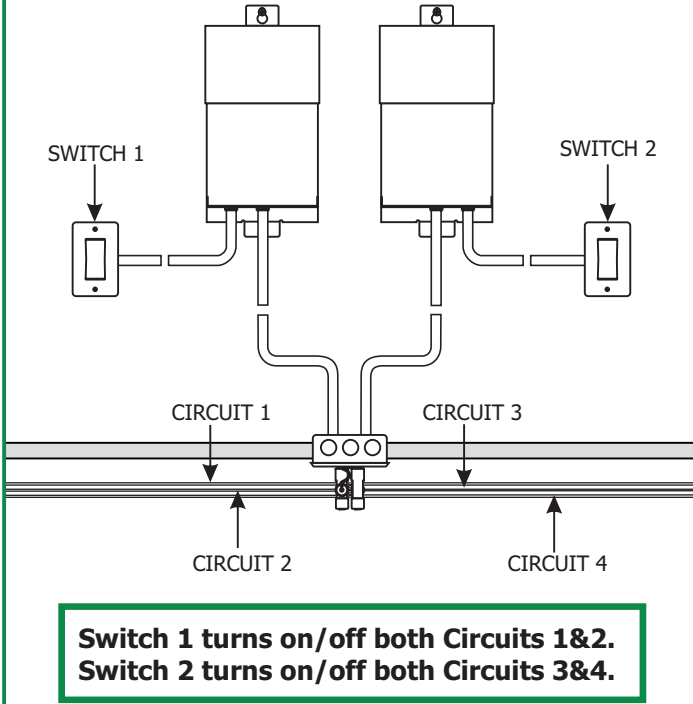 SWITCH 1
SWITCH 2
CIRCUIT 1
CIRCUIT 3
CIRCUIT 2
CIRCUIT 4
Switch 1 turns on/off both Circuits 1&2.
Switch 2 turns on/off both Circuits 3&4.